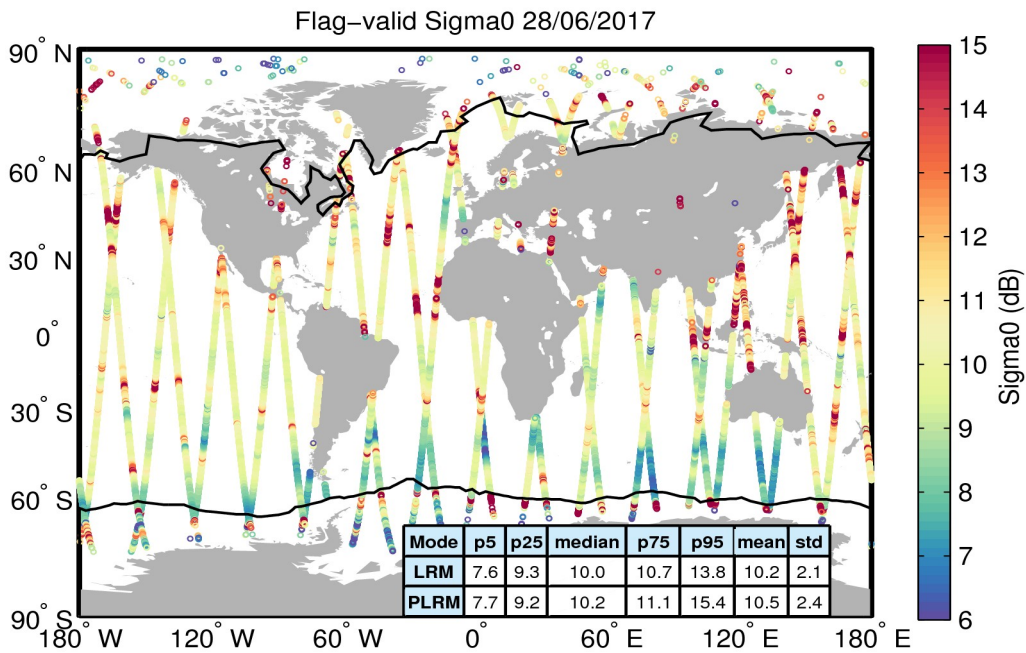 Flag−valid Sigma0 28/06/2017
90° N
60° N
30° N
0°
30° S
60° S
90° S
180° W
120° W
60° W
0°
60° E
120° E
180° E
Mode p5 p25 median p75 p95 mean std
LRM 7.6 9.3 10.0 10.7 13.8 10.2 2.1
PLRM 7.7 9.2 10.2 11.1 15.4 10.5 2.4
15
14
13
12
11
10
9
8
7
6
Sigma0 (dB)